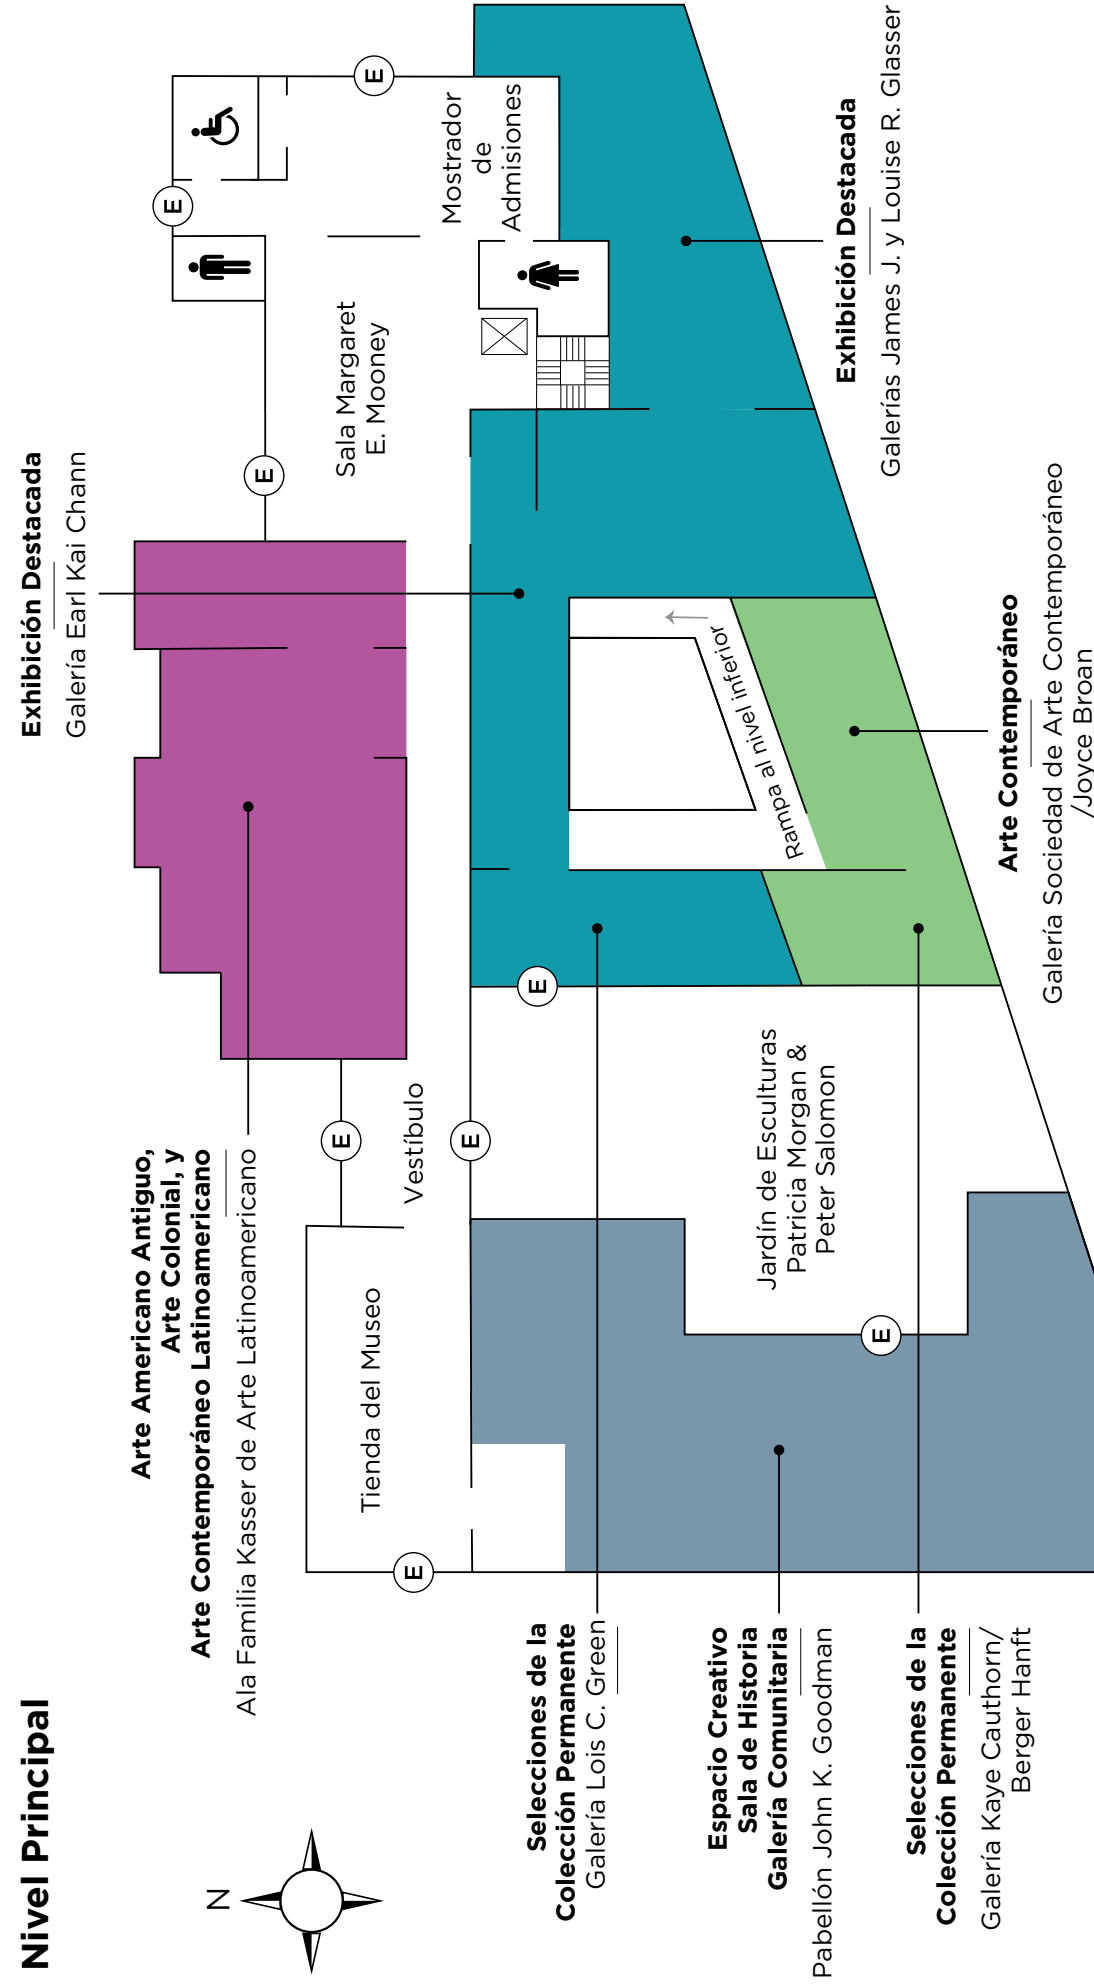 Nivel Principal
N
Arte Americano Antiguo,
Arte Colonial, y
Arte Contemporáneo Latinoamericano
Ala Familia Kasser de Arte Latinoamericano
Exhibición Destacada
Galería Earl Kai Chann
E
E
E
E
E
E
E
E
E
Sala Margaret
E. Mooney
Mostrador
de
Admisiones
Tienda del Museo
Vestíbulo
Selecciones de la
Colección Permanente
Galería Lois C. Green
Espacio Creativo
Sala de Historia
Galería Comunitaria
Pabellón John K. Goodman
Selecciones de la
Colección Permanente
Galería Kaye Cauthorn/
Berger Hanft
Jardín de Esculturas
Patricia Morgan &
Peter Salomon
Rampa al nivel inferior
Exhibición Destacada
Galerías James J. y Louise R. Glasser
Arte Contemporáneo
Galería Sociedad de Arte Contemporáneo
/Joyce Broan